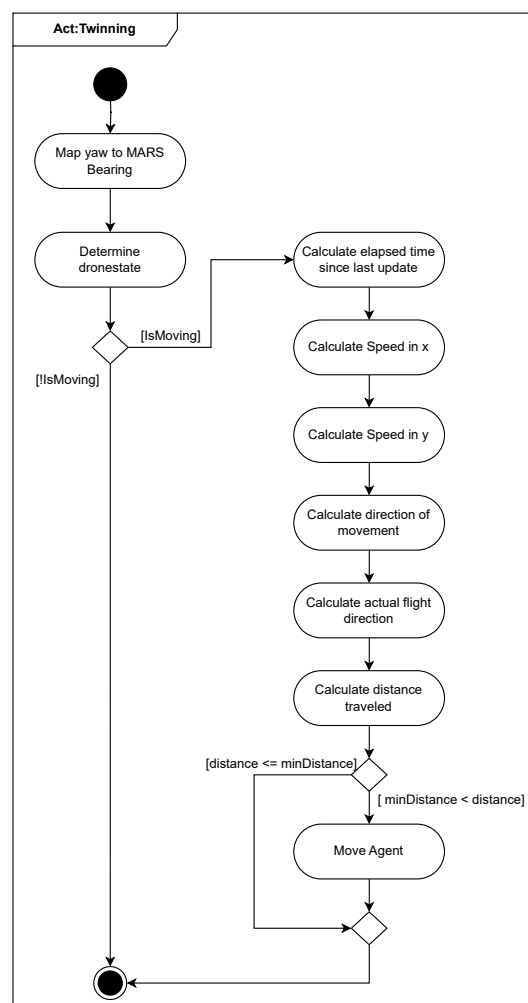 Act:Twinning
Map yaw to MARS
Bearing
Determine
dronestate
[IsMoving]
[!IsMoving]
Calculate elapsed time
since last update
Calculate Speed in x
Calculate Speed in y
Calculate direction of
movement
Calculate actual flight
direction
Calculate distance
traveled
[distance <= minDistance]
[ minDistance < distance]
Move Agent